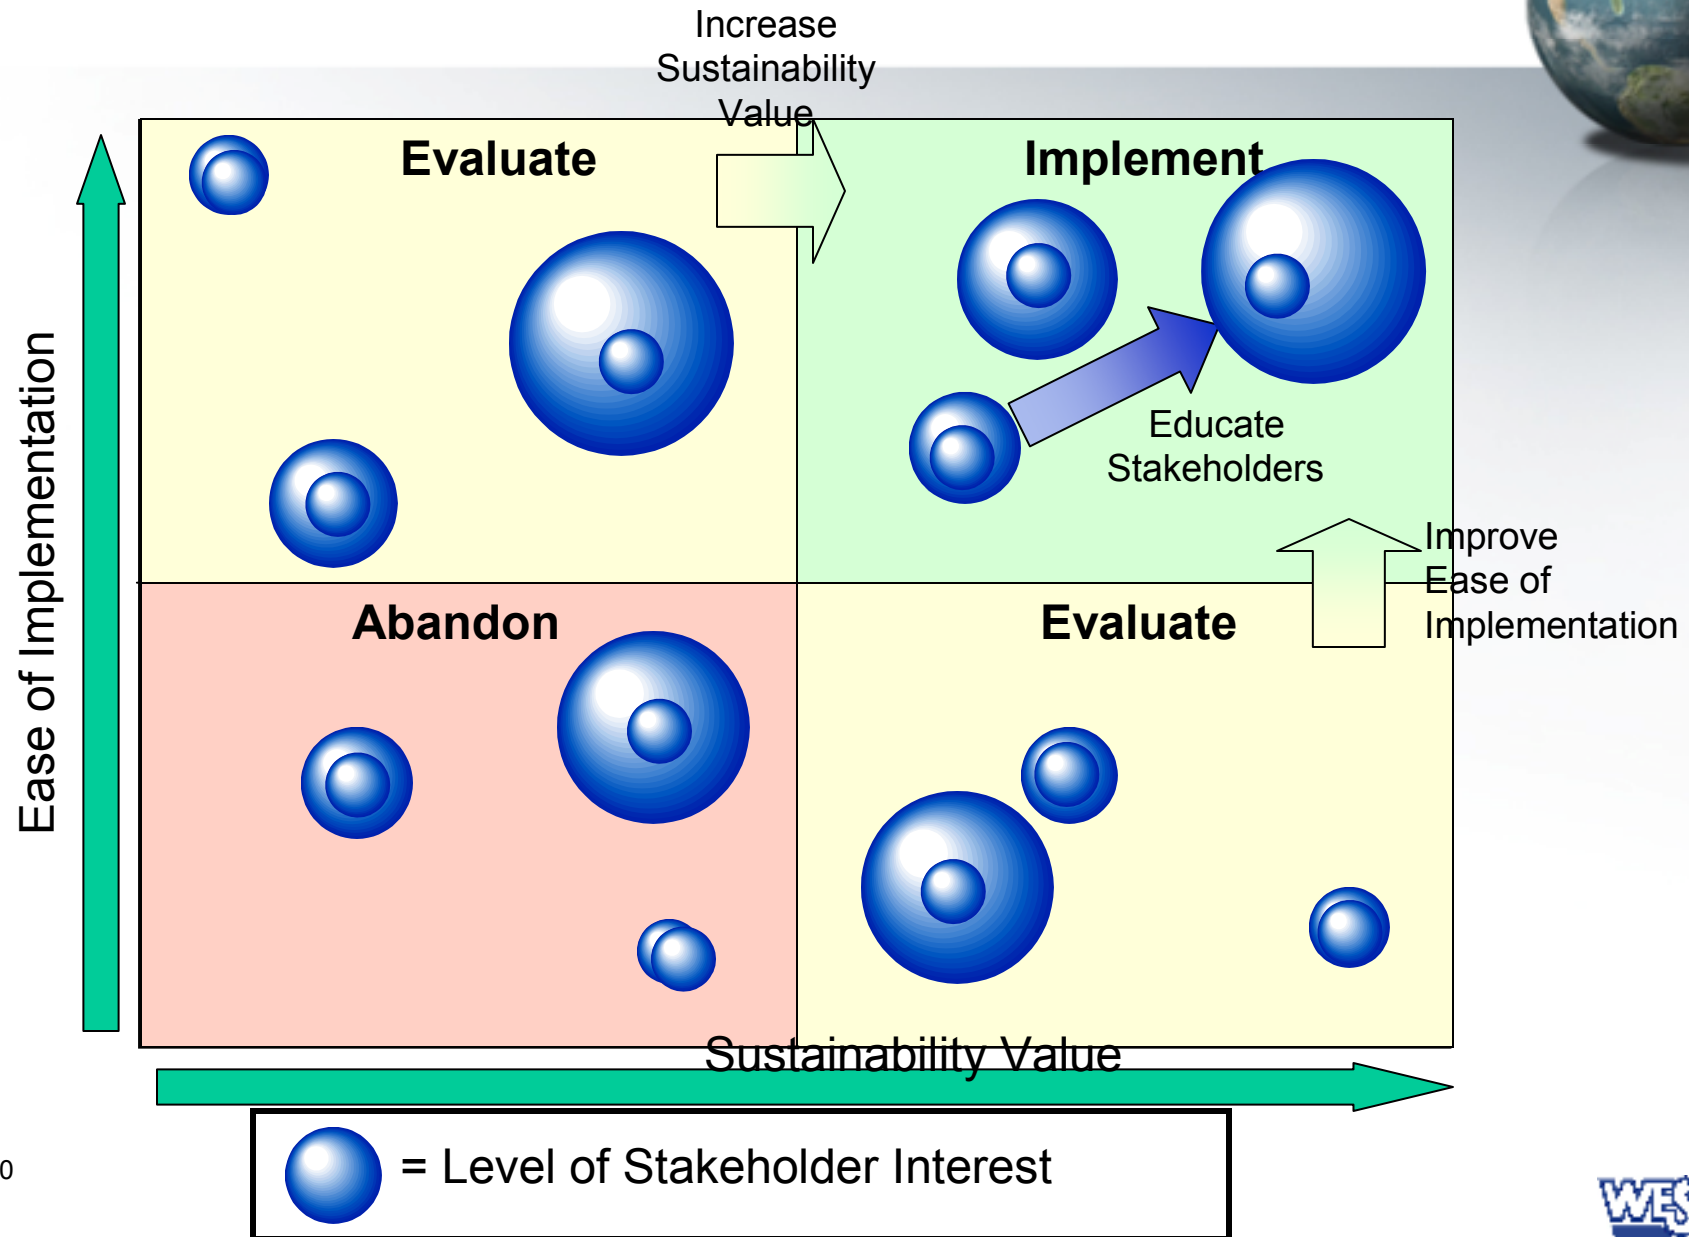 Increase
Sustainability
Value
Evaluate
Implement
Educate
Stakeholders
Improve
Ease of
Implementation
Ease of Implementation
Abandon
Evaluate
Sustainability Value
= Level of Stakeholder Interest
0